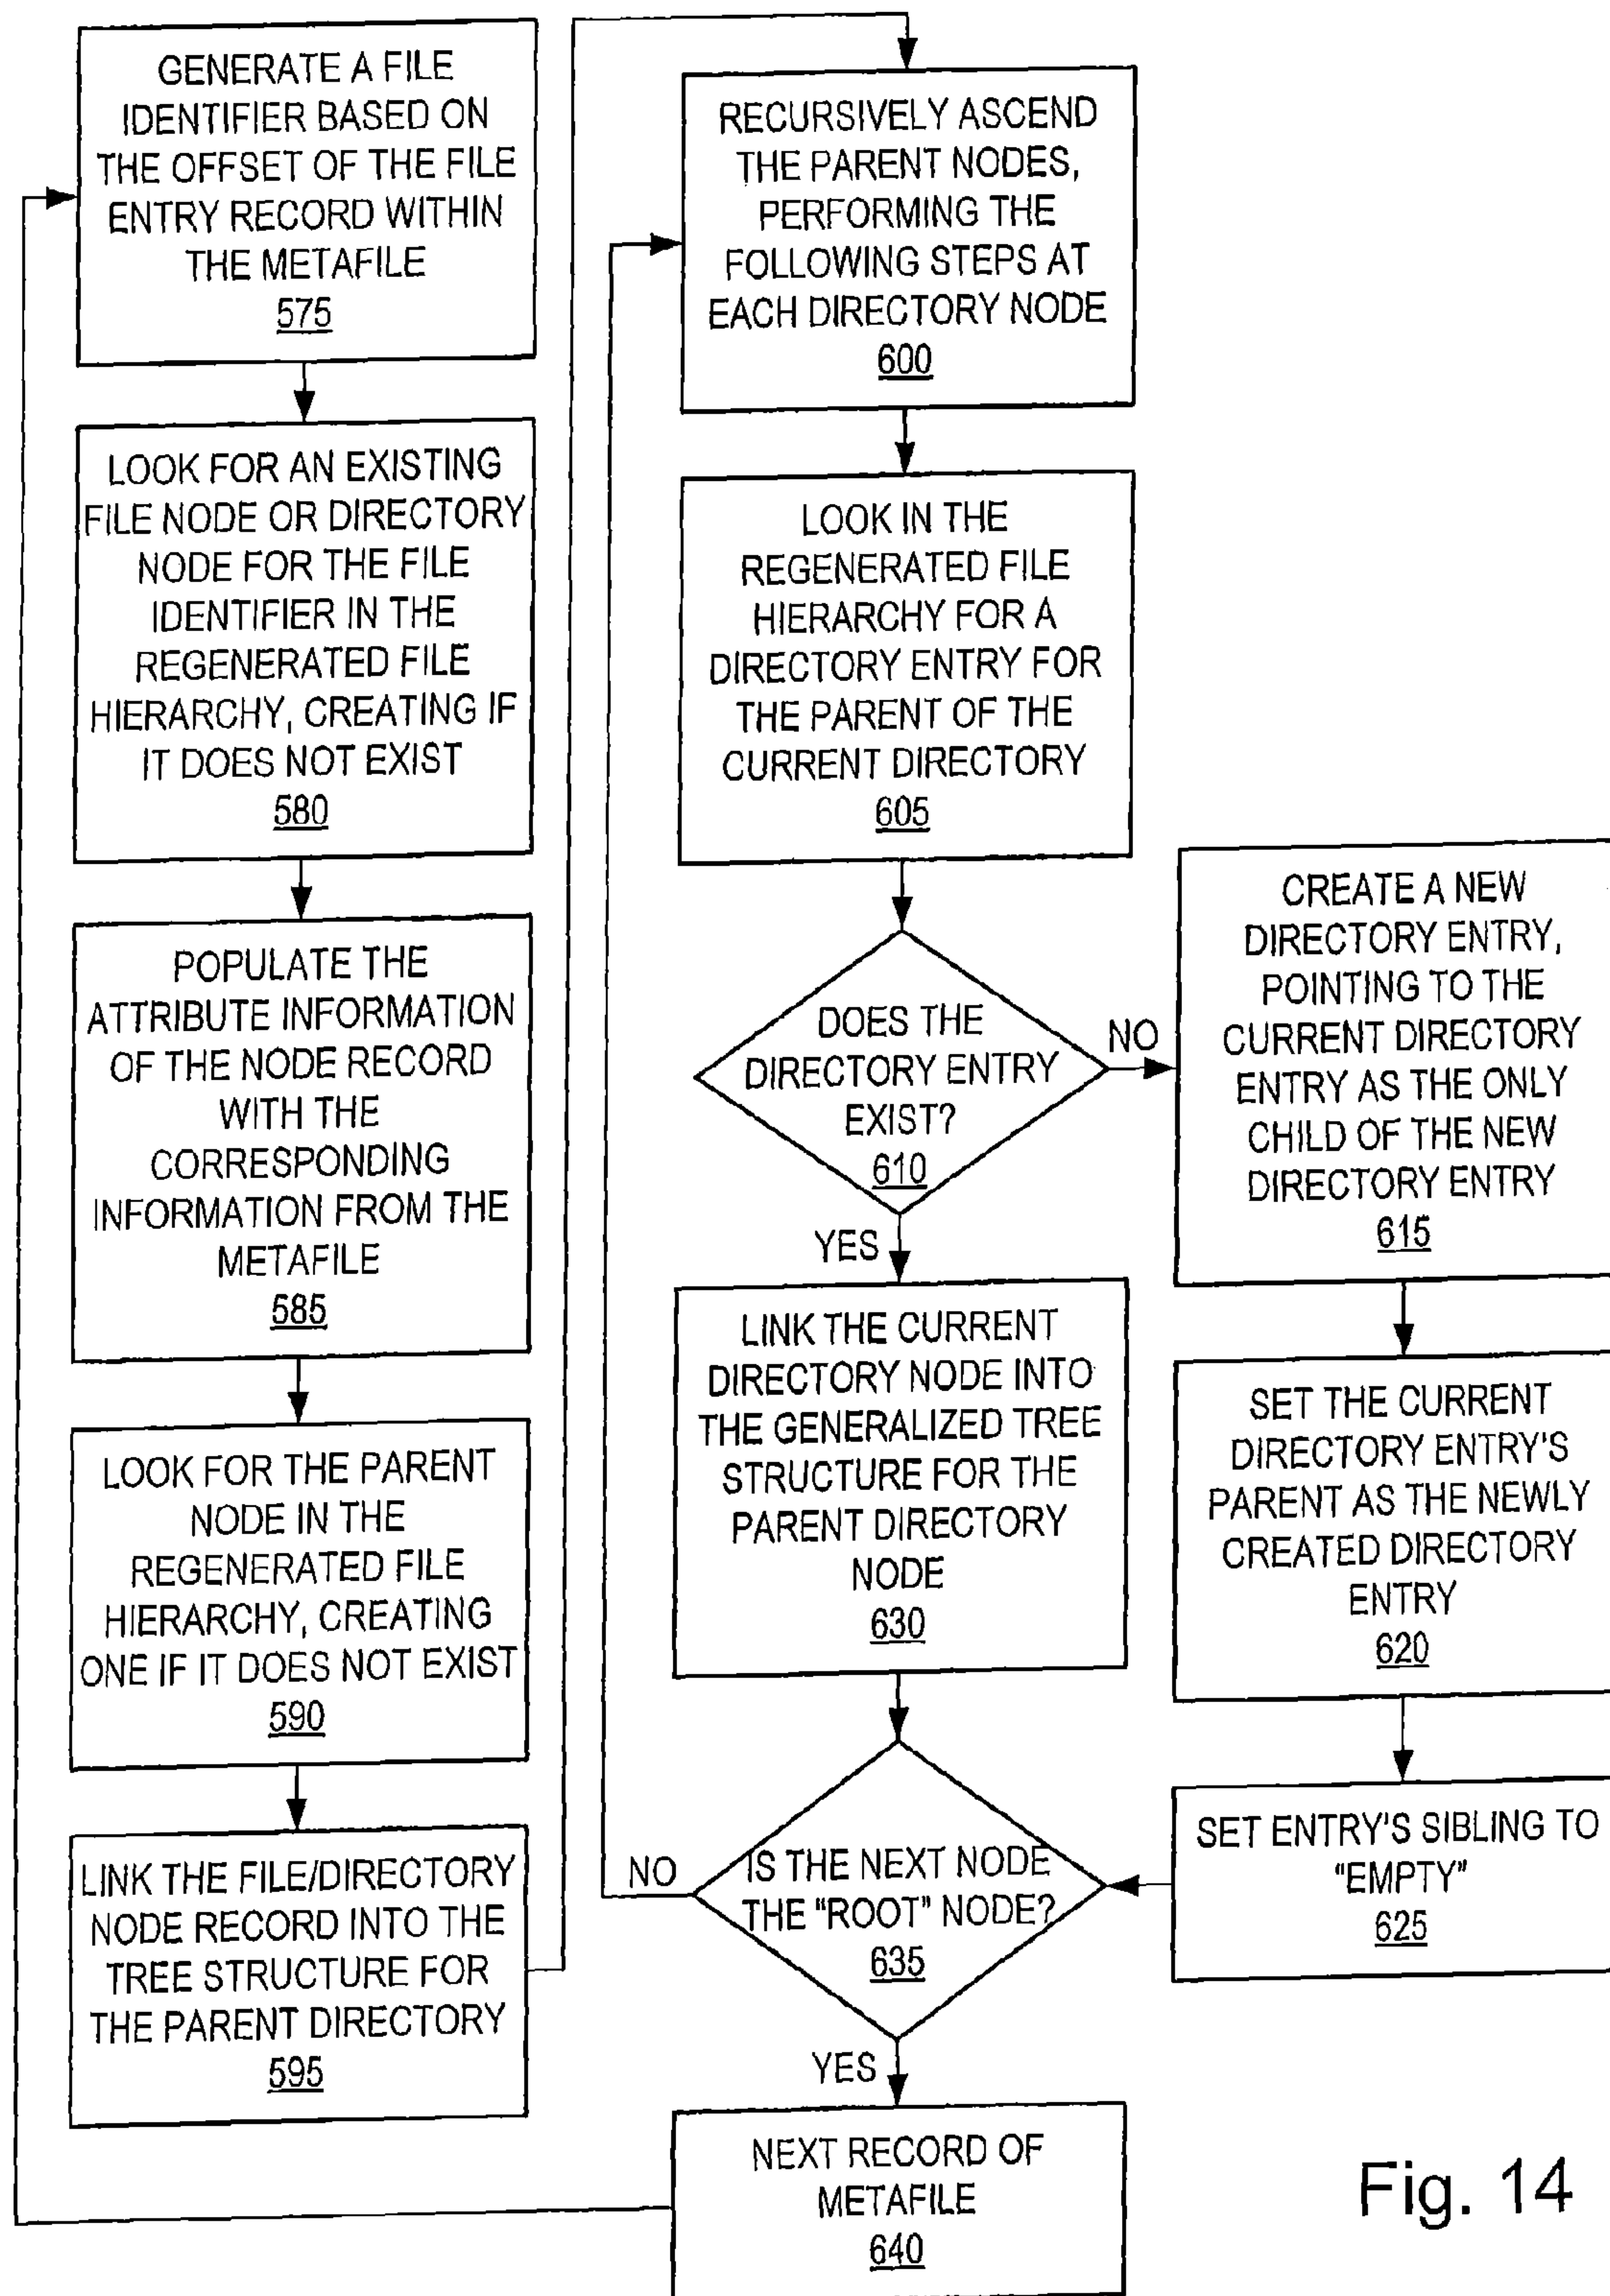 GENERATE A FILE
IDENTIFIER BASED ON
THE OFFSET OF THE FILE
ENTRY RECORD WITHIN
THE METAFILE
575
LOOK FOR AN EXISTING
FILE NODE OR DIRECTORY
NODE FOR THE FILE
IDENTIFIER IN THE
REGENERATED FILE
HIERARCHY, CREATING IF
IT DOES NOT EXIST
580
POPULATE THE
ATTRIBUTE INFORMATION
OF THE NODE RECORD
WITH THE
CORRESPONDING
INFORMATION FROM THE
METAFILE
585
LOOK FOR THE PARENT
NODE IN THE
REGENERATED FILE
HIERARCHY, CREATING
ONE IF IT DOES NOT EXIST
590
LINK THE FILE/DIRECTORY
NODE RECORD INTO THE
TREE STRUCTURE FOR
THE PARENT DIRECTORY
595
RECURSIVELY ASCEND
THE PARENT NODES,
PERFORMING THE
FOLLOWING STEPS AT
EACH DIRECTORY NODE
600
LOOK IN THE
REGENERATED FILE
HIERARCHY FOR A
DIRECTORY ENTRY FOR
THE PARENT OF THE
CURRENT DIRECTORY
605
DOES THE
DIRECTORY ENTRY
EXIST?
610
NO
YES
CREATE A NEW
DIRECTORY ENTRY,
POINTING TO THE
CURRENT DIRECTORY
ENTRY AS THE ONLY
CHILD OF THE NEW
DIRECTORY ENTRY
615
SET THE CURRENT
DIRECTORY ENTRY'S
PARENT AS THE NEWLY
CREATED DIRECTORY
ENTRY
620
SET ENTRY'S SIBLING TO
"EMPTY"
625
LINK THE CURRENT
DIRECTORY NODE INTO
THE GENERALIZED TREE
STRUCTURE FOR THE
PARENT DIRECTORY
NODE
630
IS THE NEXT NODE
THE "ROOT" NODE?
635
NO
YES
NEXT RECORD OF
METAFILE
640
Fig. 14